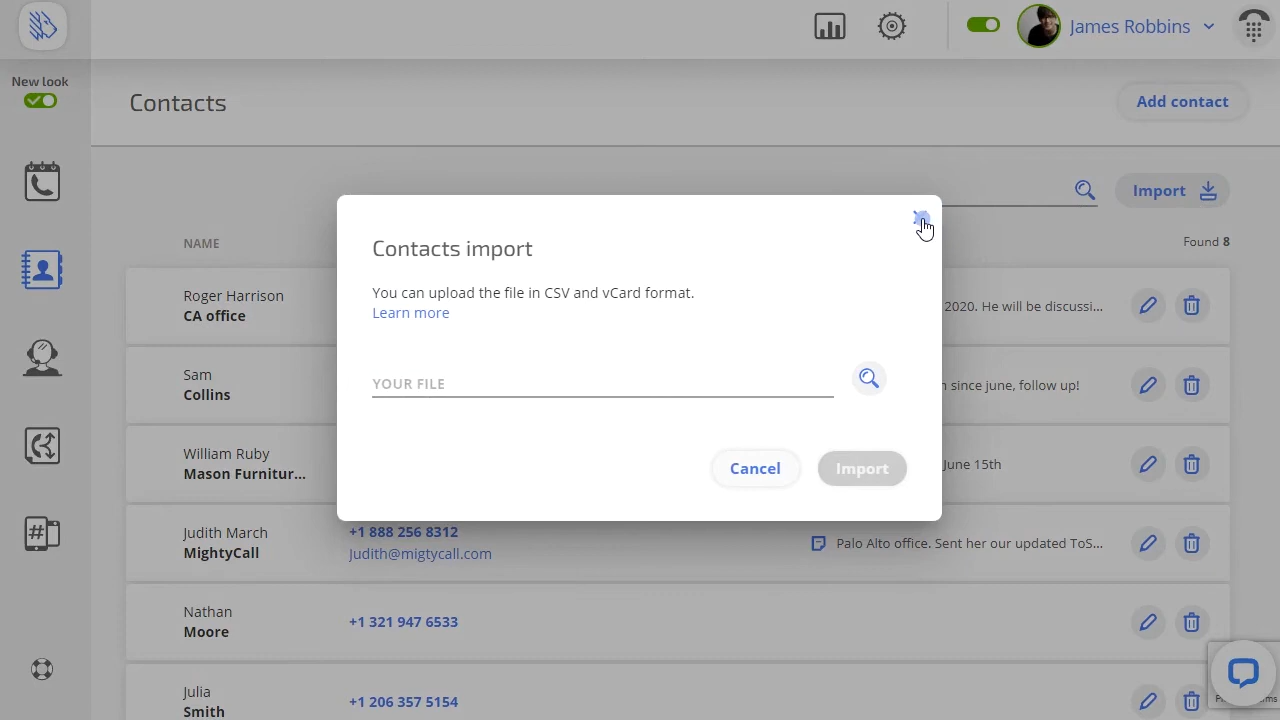 James Robbins
New look
Contacts
Add contact
Import
NAME
Found 8
Contacts import
You can upload the file in CSV and vCard format.
Learn more
YOUR FILE
Cancel
Import
Roger Harrison
CA office
2020. He will be discussi...
Sam
Collins
since june, follow up!
William Ruby
Mason Furnitur...
June 15th
Judith March
MightyCall
+1 888 256 8312
Judith@migtycall.com
Palo Alto office. Sent her our updated ToS...
Nathan
Moore
+1 321 947 6533
Julia
Smith
+1 206 357 5154